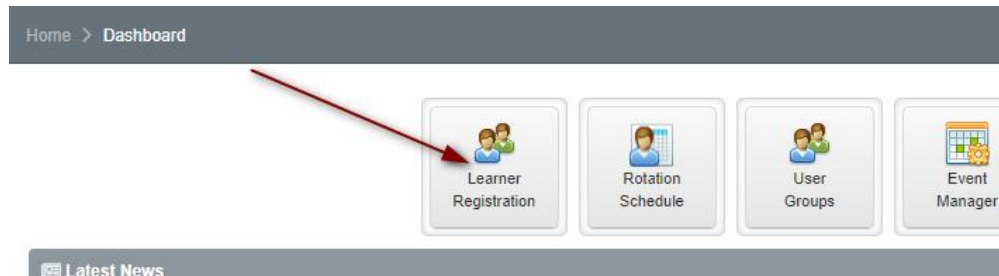 Home > Dashboard
Learner Registration
Rotation Schedule
User Groups
Event Manager
Latest News